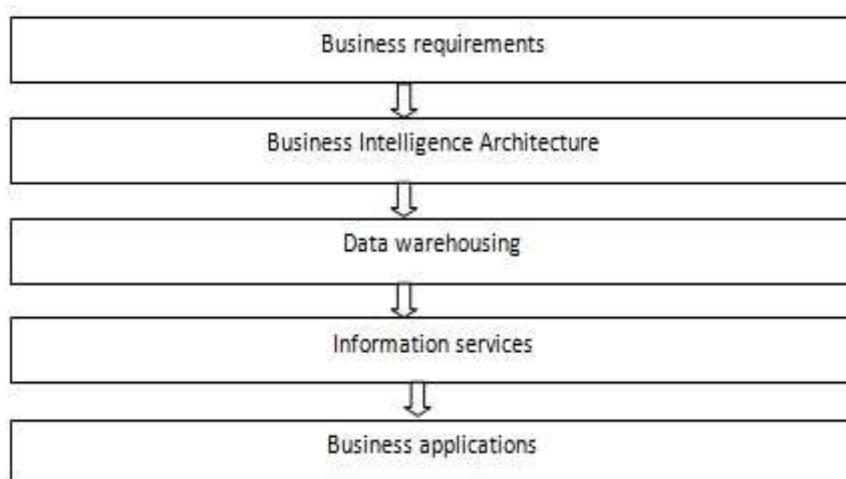 Business requirements
Business Intelligence Architecture
Data warehousing
Information services
Business applications